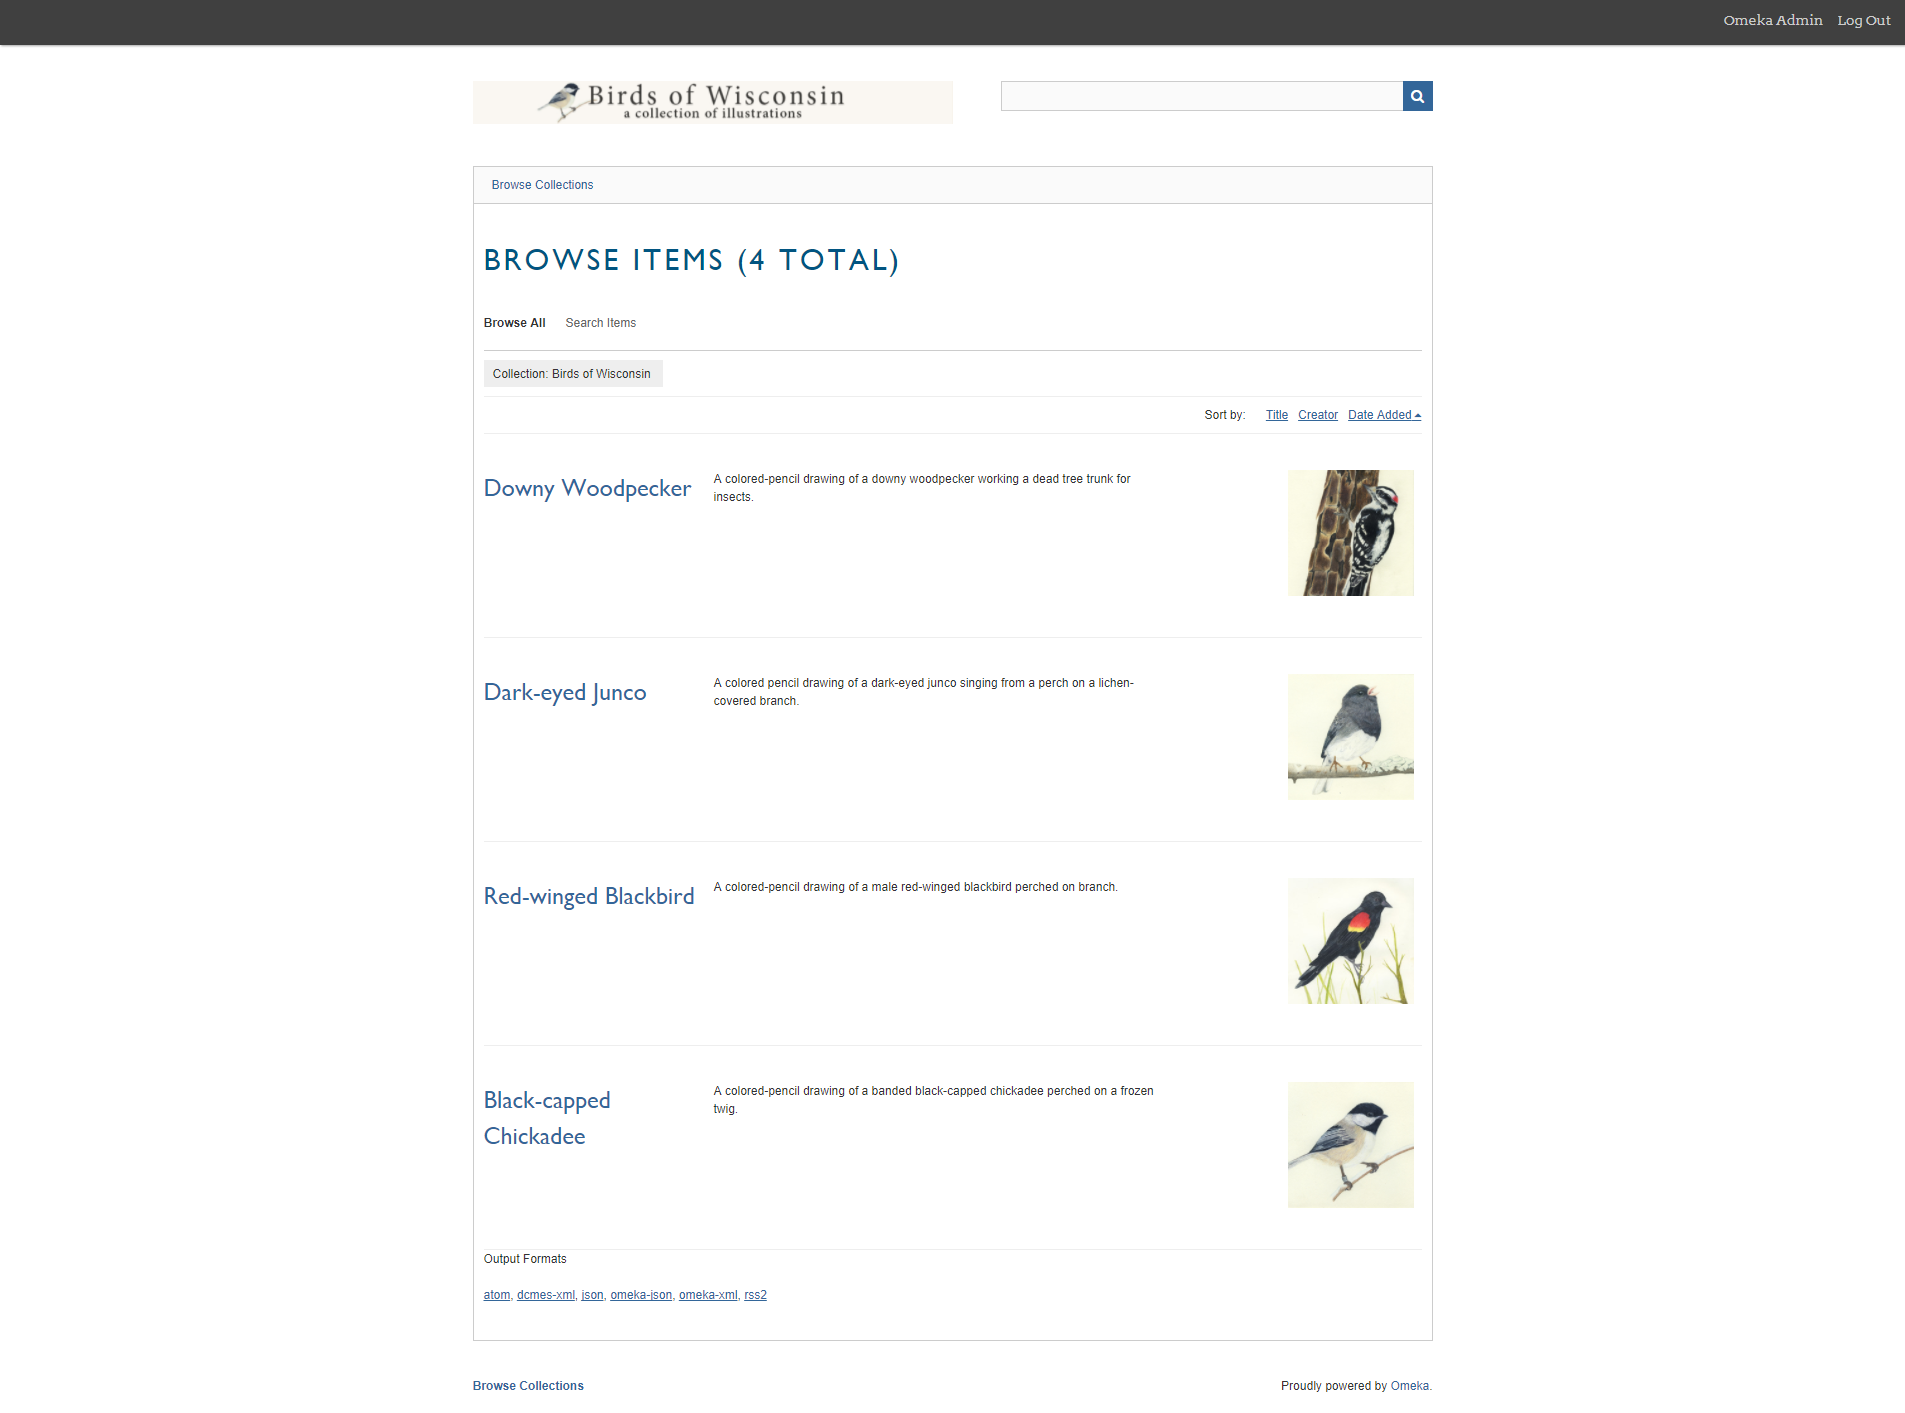 Omeka Admin Log Out
Birds of Wisconsin
a collection of illustrations
Browse Collections
BROWSE ITEMS (4 TOTAL)
Browse All Search Items
Collection: Birds of Wisconsin
Sort by: Title Creator Date Added
Downy Woodpecker
A colored-pencil drawing of a downy woodpecker working a dead tree trunk for
insects.
Dark-eyed Junco
A colored pencil drawing of a dark-eyed junco singing from a perch on a lichen-
covered branch.
Red-winged Blackbird
A colored-pencil drawing of a male red-winged blackbird perched on branch.
Black-capped
Chickadee
A colored-pencil drawing of a banded black-capped chickadee perched on a frozen
twig.
Output Formats
atom, dcmes-xml, json, omeka-json, omeka-xml, rss2
Browse Collections
Proudly powered by Omeka.